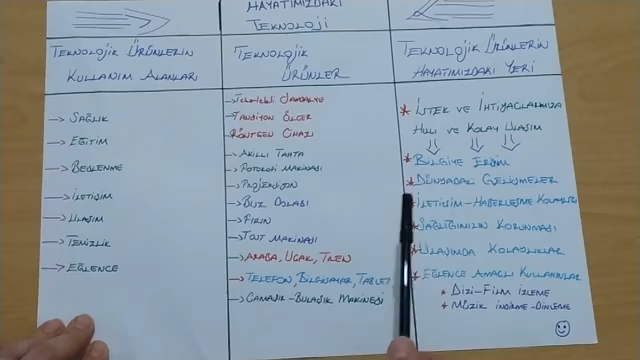 HAYATIMIZDAKİ
TEKNOLOJİ
TEKNOLOJİK ÜRÜNLERİN
KULLANIM ALANLARI
→ SAĞLIK
→ EĞİTİM
→ BESLENME
→ İLETİŞİM
→ ULAŞIM
→ TEMİZLİK
→ EĞLENCE
TEKNOLOJİK
ÜRÜNLER
→ TEKERLEKLİ SANDALYE
→ TANSİYON ÖLÇER
RÖNTGEN CİHAZI
→ AKILLI TAHTA
→ FOTOKOPİ MAKİNASI
→ PROJEKSİYON
→ BUZ DOLABI
→ FIRIN
→ TOST MAKİNASI
→ ARABA, UÇAK, TREN
→ TELEFON, BİLGİSAYAR, TABLET
→ ÇAMAŞIR-BULAŞIK MAKİNESİ
TEKNOLOJİK ÜRÜNLERİN
HAYATIMIZDAKİ YERİ
* İSTEK VE İHTİYAÇLARIMIZA
HIZLI VE KOLAY ULAŞIM
* BİLGİYE ERİŞİM
* DÜNYADAKİ GELİŞMELER
* İLETİŞİM-HABERLEŞME KOLAYLIĞI
* SAĞLIĞIMIZIN KORUNMASI
* ULAŞIMDA KOLAYLIKLAR
* EĞLENCE AMAÇLI KULLANIMLAR
* DİZİ-FİLM İZLEME
* MÜZİK İNDİRME-DİNLEME